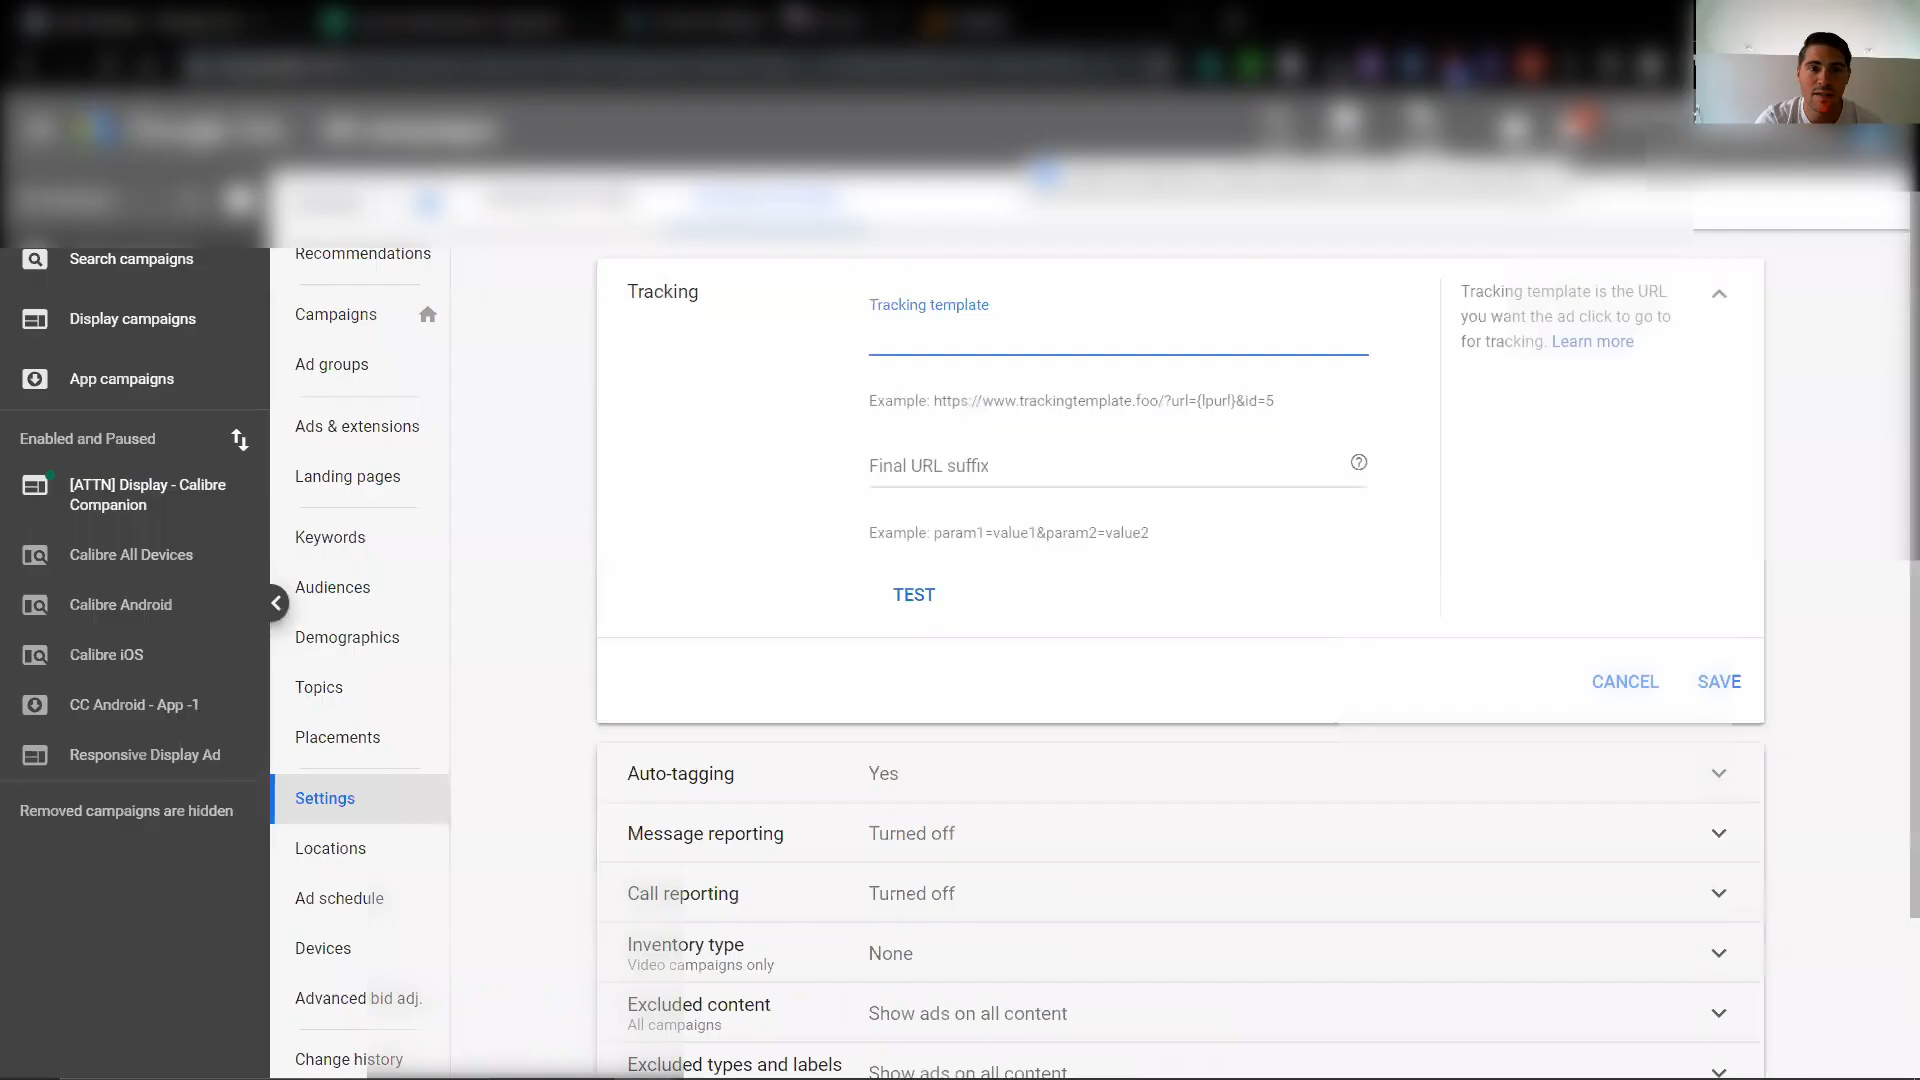 Search campaigns
Display campaigns
App campaigns
Enabled and Paused
[ATTN] Display - Calibre
Companion
Calibre All Devices
Calibre Android
Calibre iOS
CC Android - App -1
Responsive Display Ad
Removed campaigns are hidden
Recommendations
Campaigns
Ad groups
Ads & extensions
Landing pages
Keywords
Audiences
Demographics
Topics
Placements
Settings
Locations
Ad schedule
Devices
Advanced bid adj.
Change history
Tracking
Tracking template
Example: https://www.trackingtemplate.foo/?url={lpurl}&id=5
Final URL suffix
Example: param1=value1&param2=value2
TEST
Tracking template is the URL
you want the ad click to go to
for tracking. Learn more
CANCEL SAVE
Auto-tagging Yes
Message reporting Turned off
Call reporting Turned off
Inventory type
Video campaigns only
None
Excluded content
All campaigns
Show ads on all content
Excluded types and labels
Show ads on all content